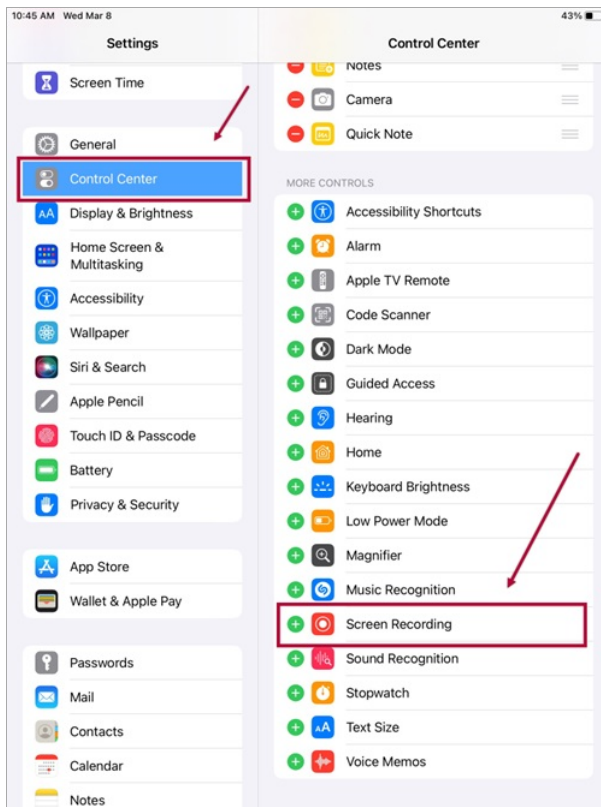 10:45 AM Wed Mar 8
43%
Settings
Screen Time
General
Control Center
AA Display & Brightness
Home Screen &
Multitasking
Accessibility
Wallpaper
Siri & Search
Apple Pencil
Touch ID & Passcode
Battery
Privacy & Security
App Store
Wallet & Apple Pay
Passwords
Mail
Contacts
Calendar
Notes
Control Center
Notes
Camera
Quick Note
MORE CONTROLS
Accessibility Shortcuts
Alarm
Apple TV Remote
Code Scanner
Dark Mode
Guided Access
Hearing
Home
Keyboard Brightness
Low Power Mode
Magnifier
Music Recognition
Screen Recording
Sound Recognition
Stopwatch
AA Text Size
Voice Memos